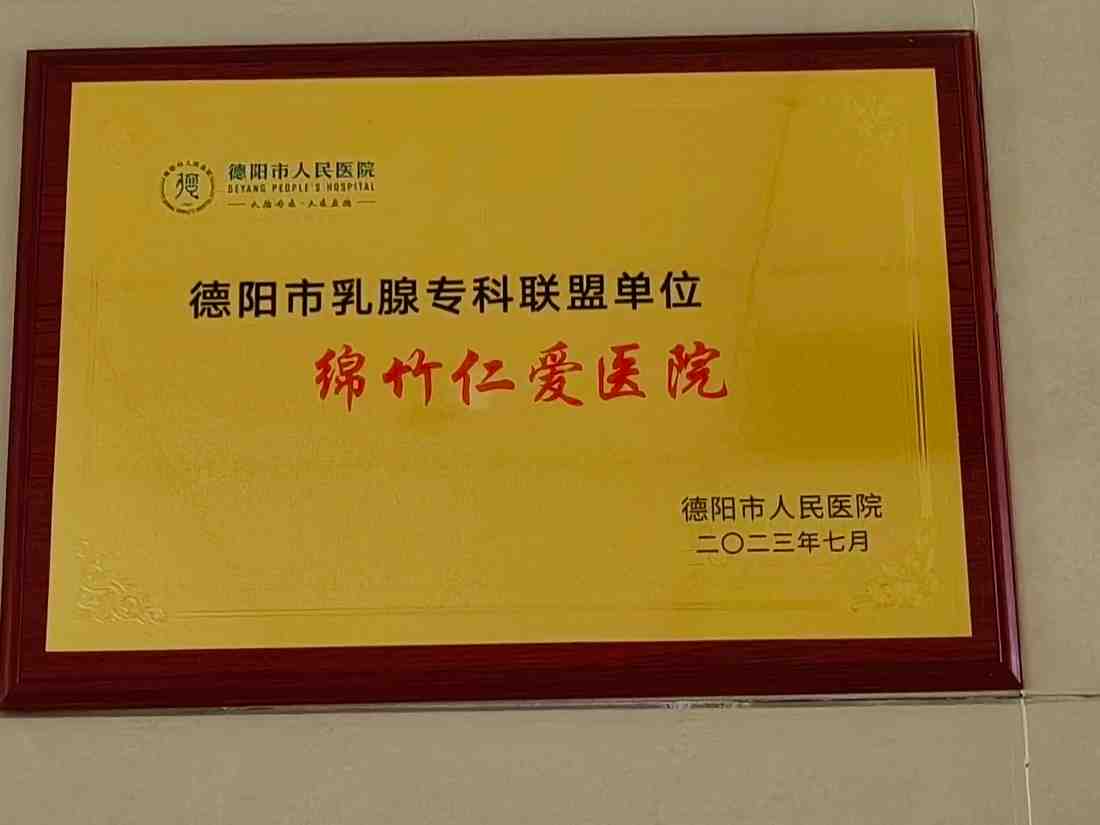 德阳市人民医院
DEYANG PEOPLE'S HOSPITAL
德阳市乳腺专科联盟单位
绵竹仁爱医院
德阳市人民医院
二〇二三年七月